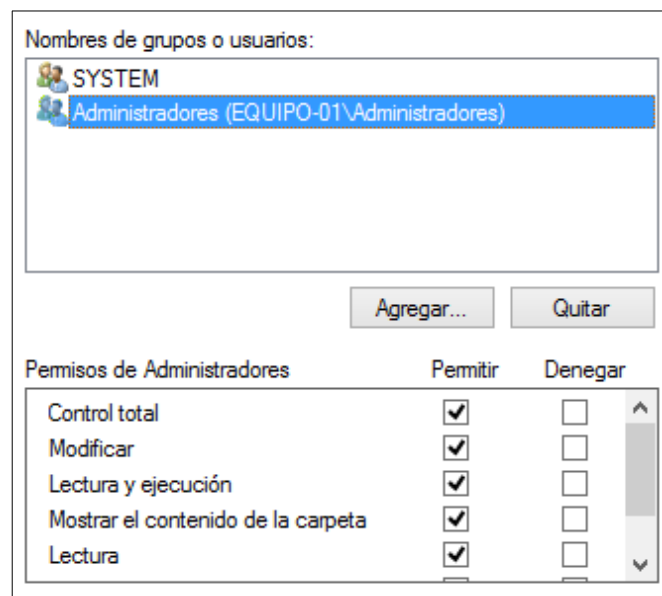 Nombres de grupos o usuarios:
SYSTEM
Administradores (EQUIPO-01\Administradores)
Agregar... Quitar
Permisos de Administradores Permitir Denegar
Control total
Modificar
Lectura y ejecución
Mostrar el contenido de la carpeta
Lectura